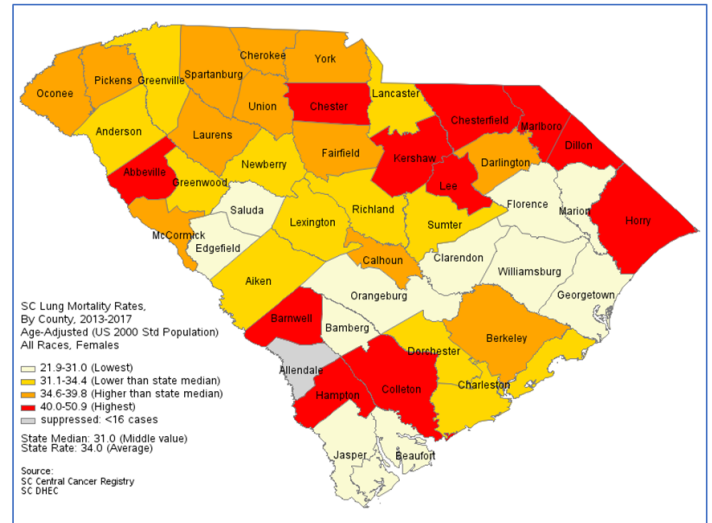 Cherokee
York
Spartanburg
Pickens
Greenville
Oconee
Union
Chester
Lancaster
Chesterfield
Marlboro
Anderson
Laurens
Dillon
Fairfield
Kershaw
Darlington
Newberry
Abbeville
Greenwood
Lee
Florence
Saluda
Richland
Marion
Horry
Lexington
Sumter
McCormick
Edgefield
Calhoun
Clarendon
Williamsburg
Aiken
Orangeburg
Georgetown
Barnwell
Bamberg
Berkeley
Dorchester
Allendale
Charleston
Hampton
Colleton
Jasper
Beaufort
SC Lung Mortality Rates,
By County, 2013-2017
Age-Adjusted (US 2000 Std Population)
All Races, Females
21.9-31.0 (Lowest)
31.1-34.4 (Lower than state median)
34.6-39.8 (Higher than state median)
40.0-50.9 (Highest)
suppressed: <16 cases
State Median: 31.0 (Middle value)
State Rate: 34.0 (Average)
Source:
SC Central Cancer Registry
SC DHEC